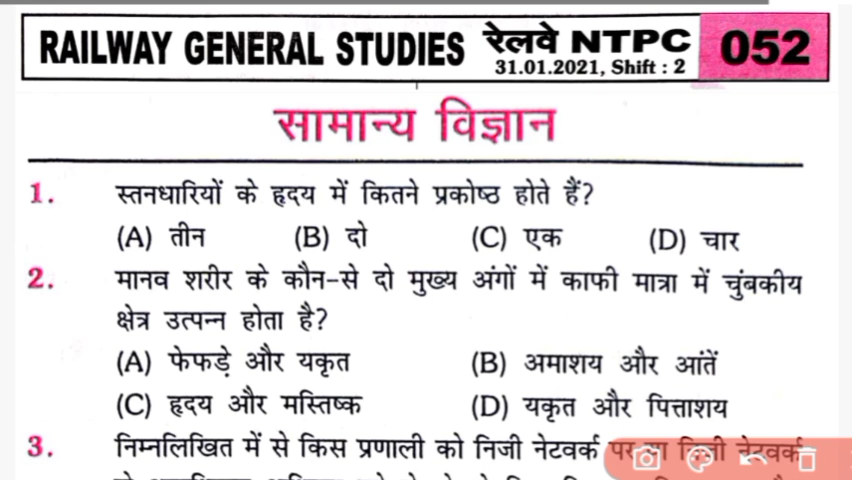 RAILWAY GENERAL STUDIES रेलवे NTPC 052
31.01.2021, Shift : 2
सामान्य विज्ञान
1. स्तनधारियों के हृदय में कितने प्रकोष्ठ होते हैं?
(A) तीन (B) दो (C) एक (D) चार
2. मानव शरीर के कौन-से दो मुख्य अंगों में काफी मात्रा में चुंबकीय
क्षेत्र उत्पन्न होता है?
(A) फेफड़े और यकृत (B) अमाशय और आंतें
(C) हृदय और मस्तिष्क (D) यकृत और पित्ताशय
3. निम्नलिखित में से किस प्रणाली को निजी नेटवर्क पर या निजी नेटवर्क